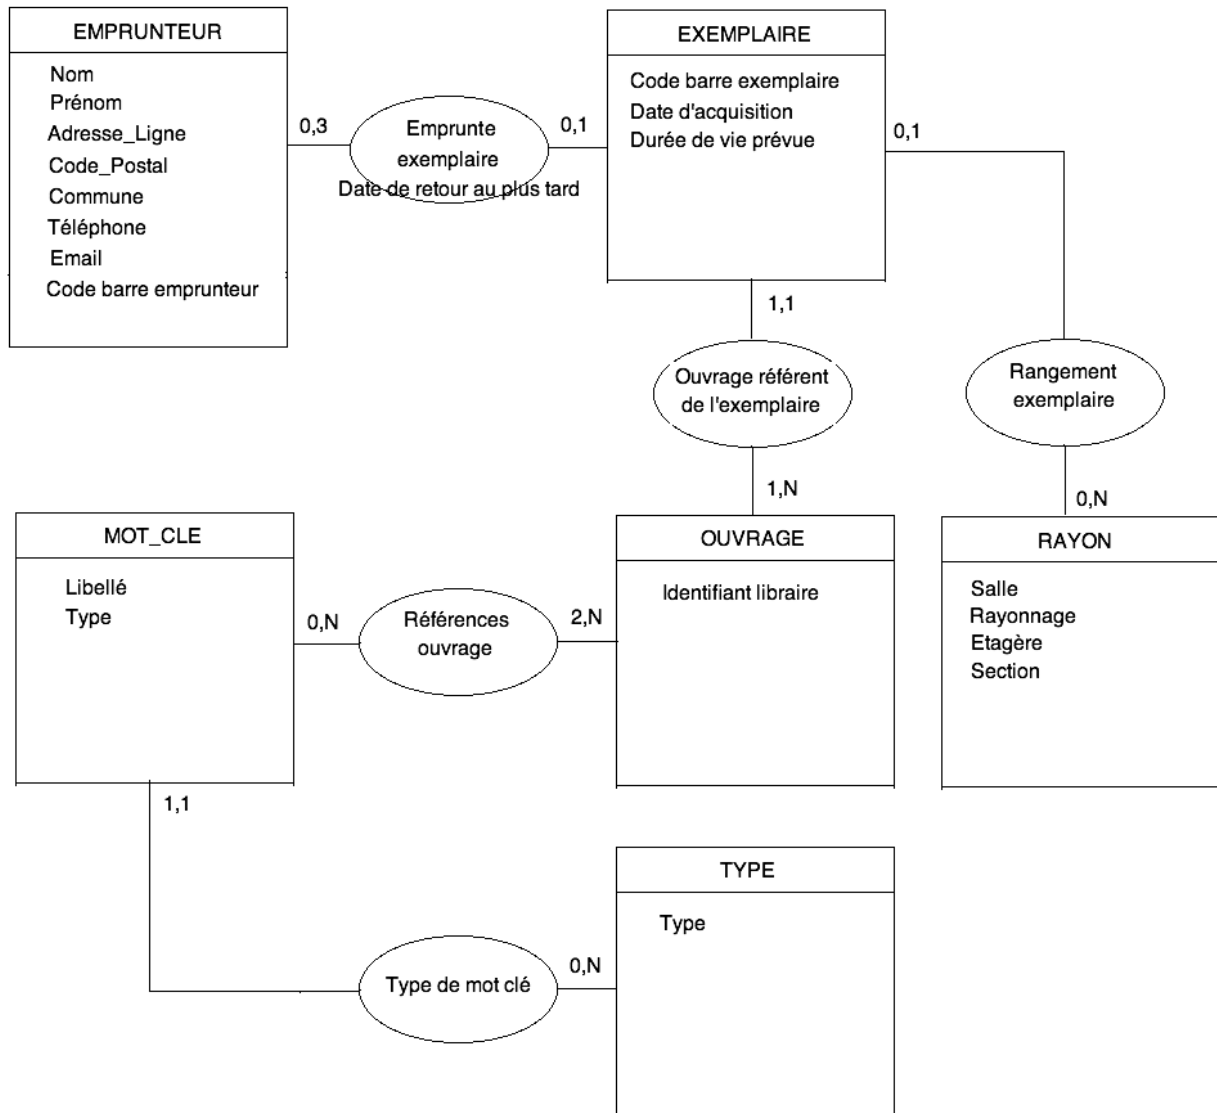 EMPRUNTEUR
Nom
Prénom
Adresse_Ligne
Code_Postal
Commune
Téléphone
Email
Code barre emprunteur
0,3
Emprunte
exemplaire
Date de retour au plus tard
0,1
EXEMPLAIRE
Code barre exemplaire
Date d'acquisition
Durée de vie prévue
0,1
1,1
Ouvrage référent
de l'exemplaire
1,N
Rangement
exemplaire
0,N
MOT_CLE
Libellé
Type
0,N
Références
ouvrage
2,N
OUVRAGE
Identifiant libraire
RAYON
Salle
Rayonnage
Etagère
Section
1,1
Type de mot clé
0,N
TYPE
Type